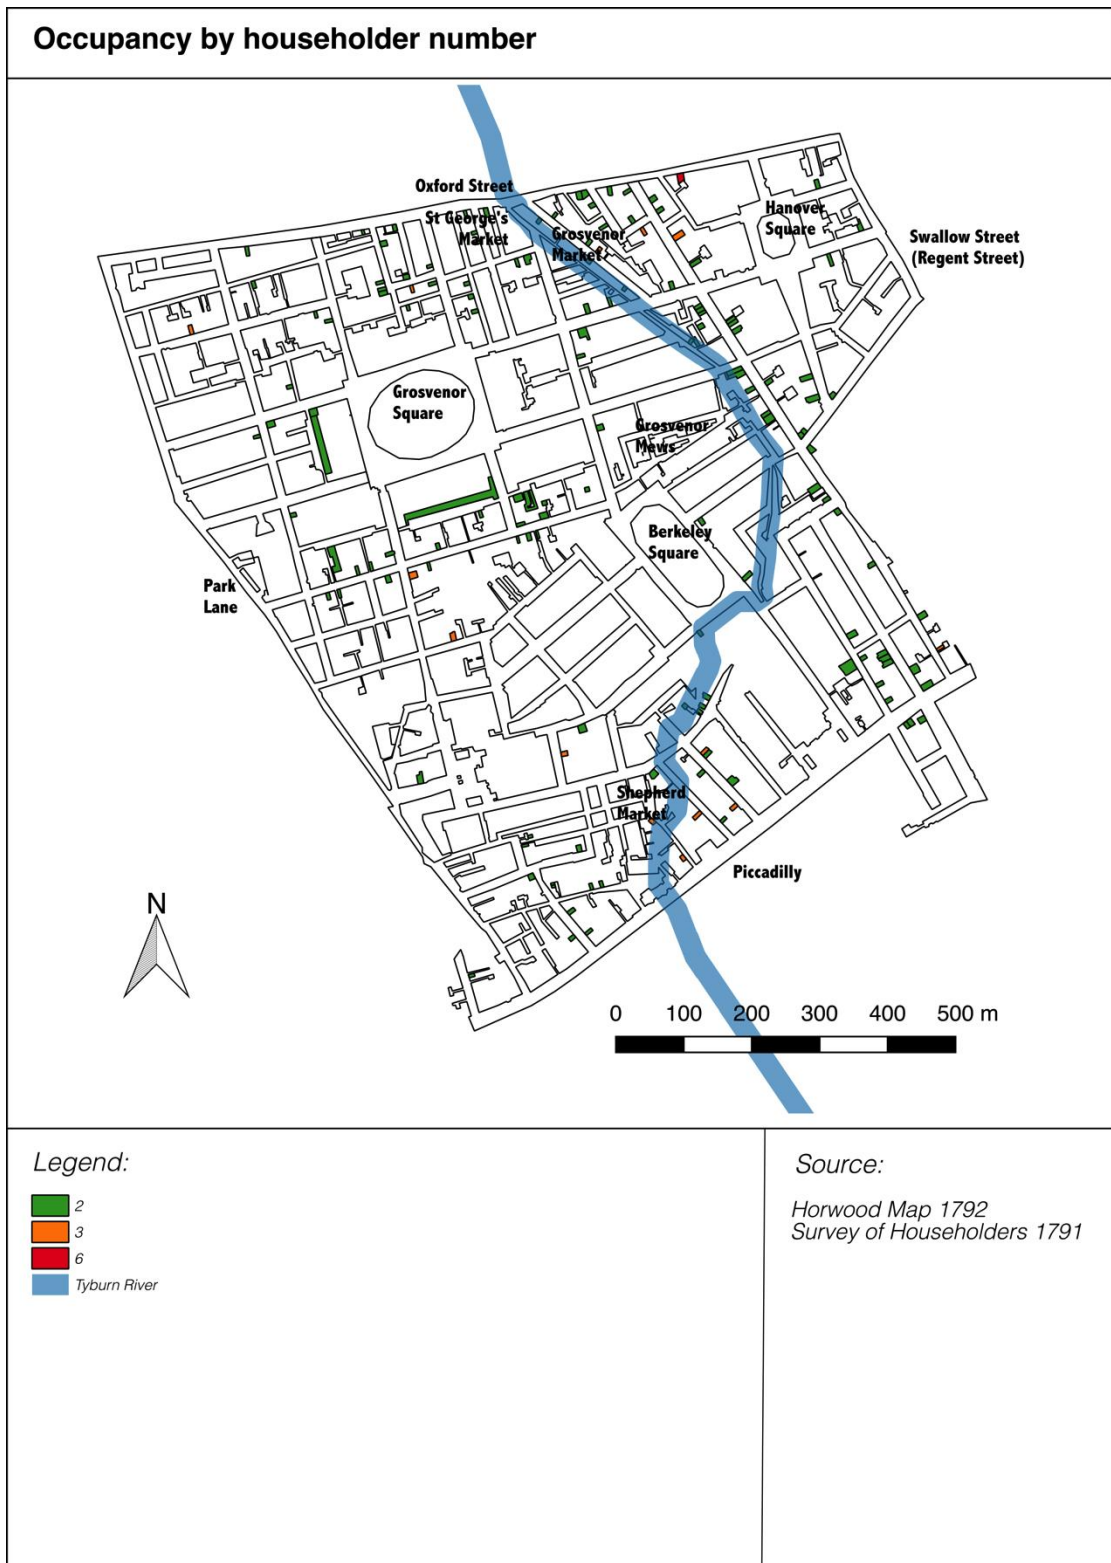 Occupancy by householder number
Oxford Street
St George's
Market
Grosvenor
Market
Hanover
Square
Swallow Street
(Regent Street)
Grosvenor
Square
Grosvenor
Mews
Berkeley
Square
Park
Lane
Shepherd
Market
Piccadilly
N
0 100 200 300 400 500 m
Legend:
2
3
6
Tyburn River
Source:
Horwood Map 1792
Survey of Householders 1791